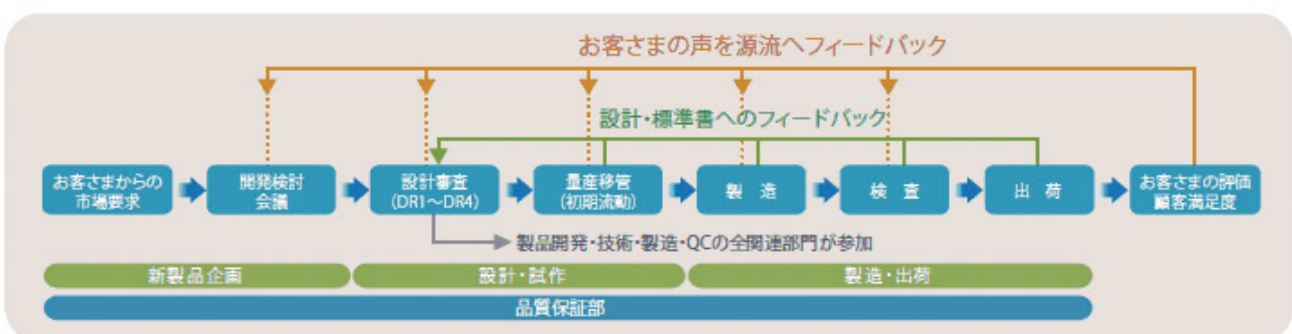 お客さまの声を源流へフィードバック
設計・標準書へのフィードバック
お客さまからの
市場要求
開発検討
会議
設計審査
(DR1～DR4)
量産移管
(初期流動)
製 造
検 査
出 荷
お客さまの評価
顧客満足度
製品開発・技術・製造・QCの全関連部門が参加
新製品企画
設計・試作
製造・出荷
品質保証部